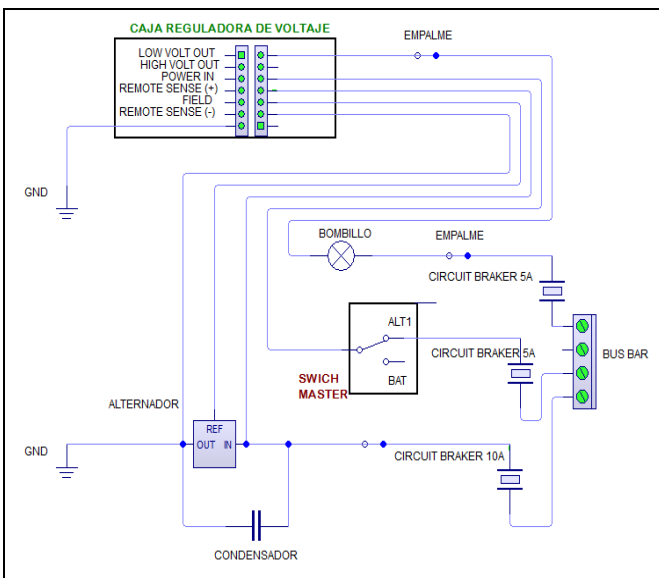 CAJA REGULADORA DE VOLTAJE
EMPALME
LOW VOLT OUT
HIGH VOLT OUT
POWER IN
REMOTE SENSE (+)
FIELD
REMOTE SENSE (-)
GND
BOMBILLO
EMPALME
CIRCUIT BRAKER 5A
ALT1
CIRCUIT BRAKER 5A
BUS BAR
BAT
SWICH
MASTER
ALTERNADOR
REF
OUT IN
GND
CIRCUIT BRAKER 10A
CONDENSADOR